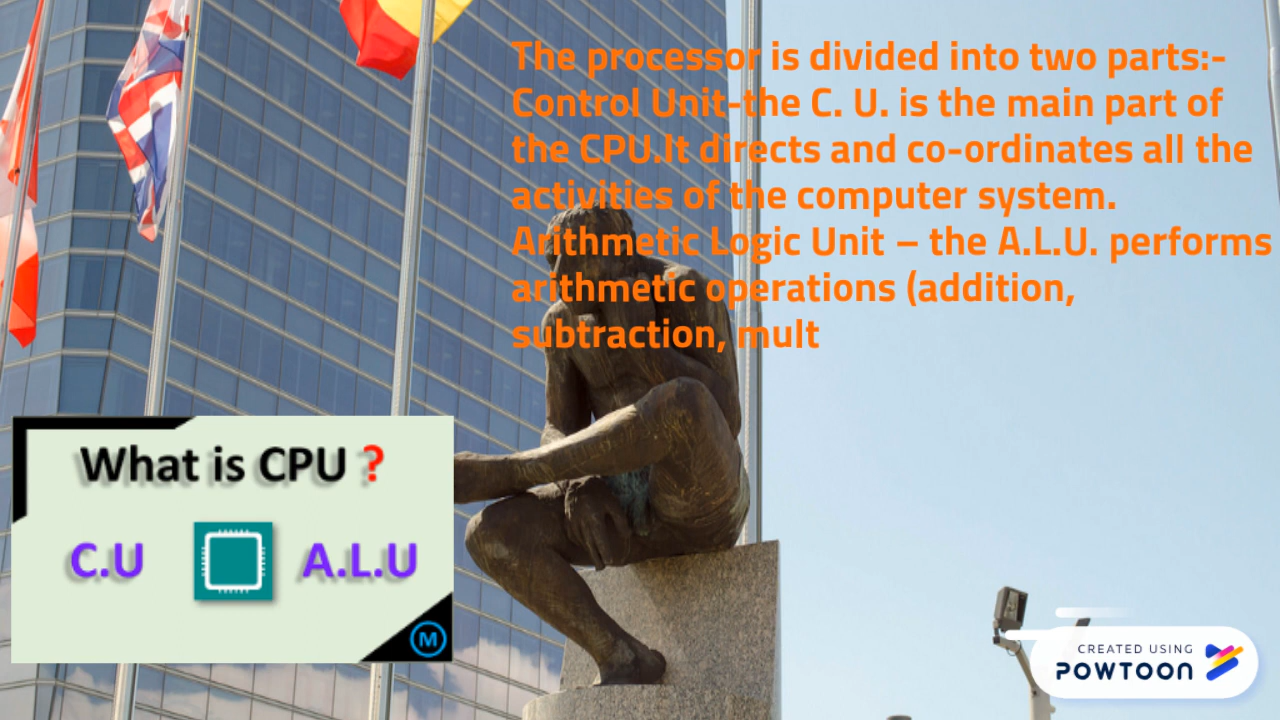 The processor is divided into two parts:-
Control Unit-the C. U. is the main part of
the CPU.It directs and co-ordinates all the
activities of the computer system.
Arithmetic Logic Unit – the A.L.U. performs
arithmetic operations (addition,
subtraction, mult
What is CPU ?
C.U
A.L.U
M
CREATED USING
POWTOON